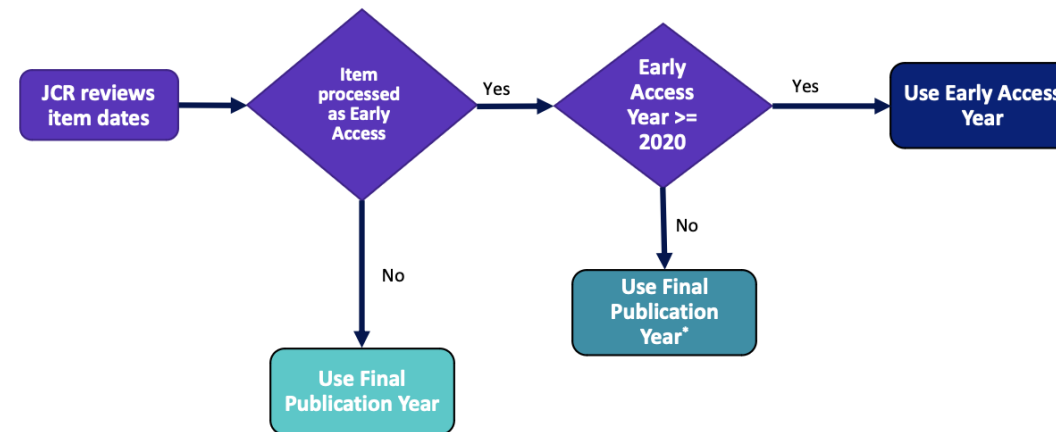 JCR reviews
item dates
Item
processed
as Early
Access
Yes
Early
Access
Year >=
2020
Yes
Use Early Access
Year
No
Use Final
Publication
Year*
No
Use Final
Publication Year